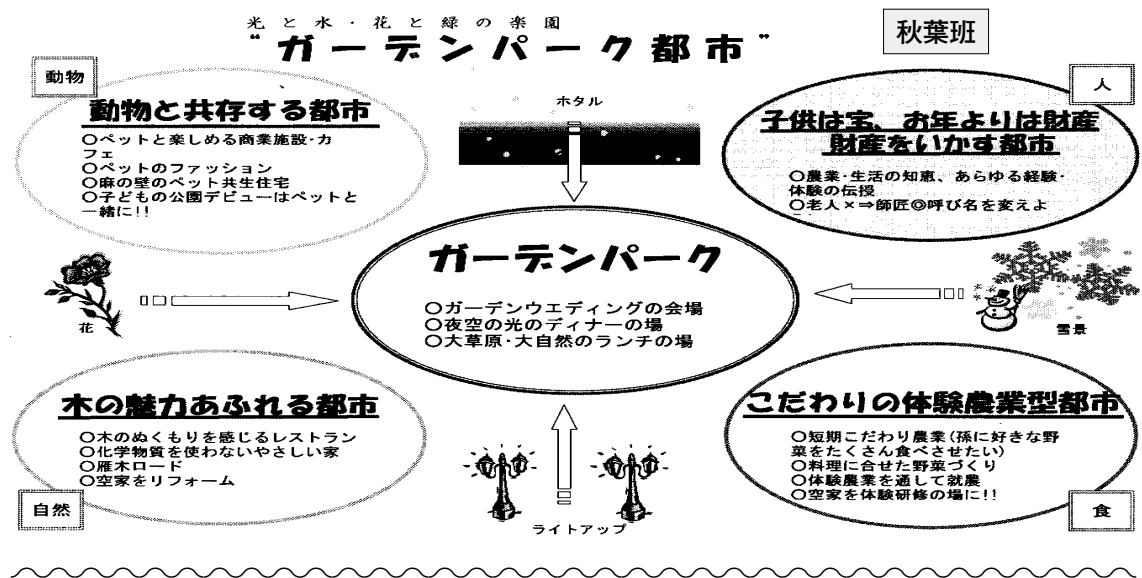 光と水・花と緑の楽園
"ガーデンパーク都市"
秋葉班
動物
動物と共存する都市
○ペットと楽しめる商業施設・カ
フェ
○ペットのファッション
○麻の壁のペット共生住宅
○子どもの公園デビューはペットと
一緒に!!
ホタル
人
子供は宝、お年よりは財産
財産をいかす都市
○農業・生活の知恵、あらゆる経験・
体験の伝授
○老人×⇒師匠◎呼び名を変えよ
花
ガーデンパーク
○ガーデンウエディングの会場
○夜空の光のディナーの場
○大草原・大自然のランチの場
雪景
木の魅力あふれる都市
○木のぬくもりを感じるレストラン
○化学物質を使わないやさしい家
○雁木ロード
○空家をリフォーム
自然
ライトアップ
こだわりの体験農業型都市
○短期こだわり農業(孫に好きな野
菜をたくさん食べさせたい)
○料理に合せた野菜づくり
○体験農業を通して就農
○空家を体験研修の場に!!
食